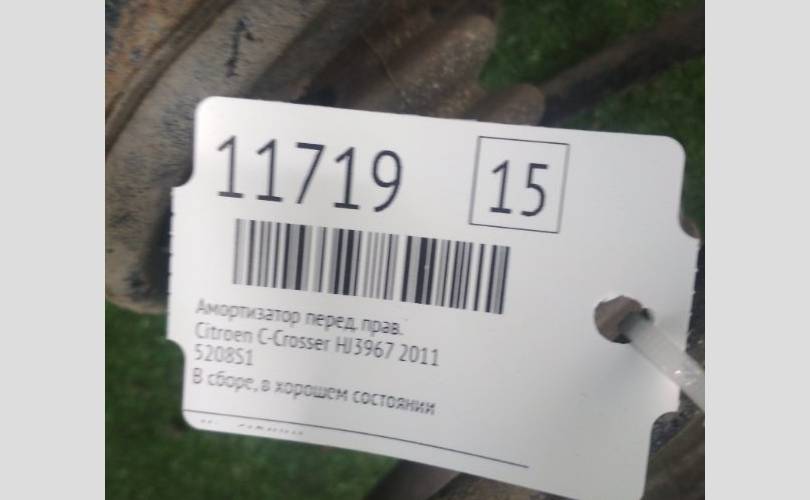 11719 15
Амортизатор перед. прав.
Citroen C-Crosser HJ3967 2011
5208S1
В сборе, в хорошем состоянии